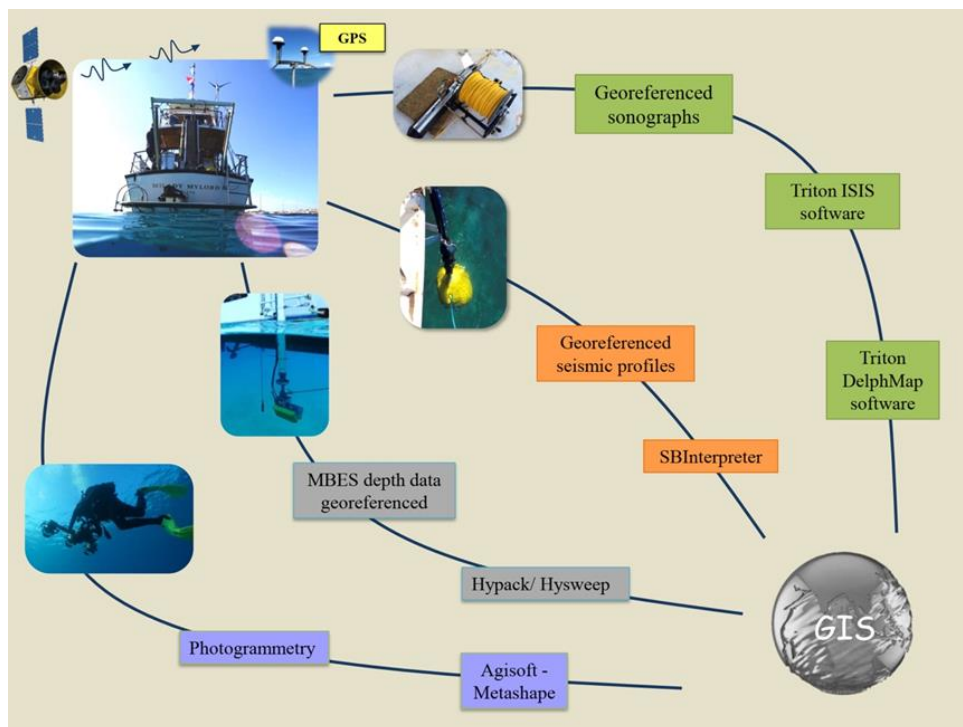 GPS
Georeferenced
sonographs
Triton ISIS
software
Georeferenced
seismic profiles
Triton
DelphMap
software
SBInterpreter
MBES depth data
georeferenced
Hypack/ Hysweep
GIS
Photogrammetry
Agisoft -
Metashape